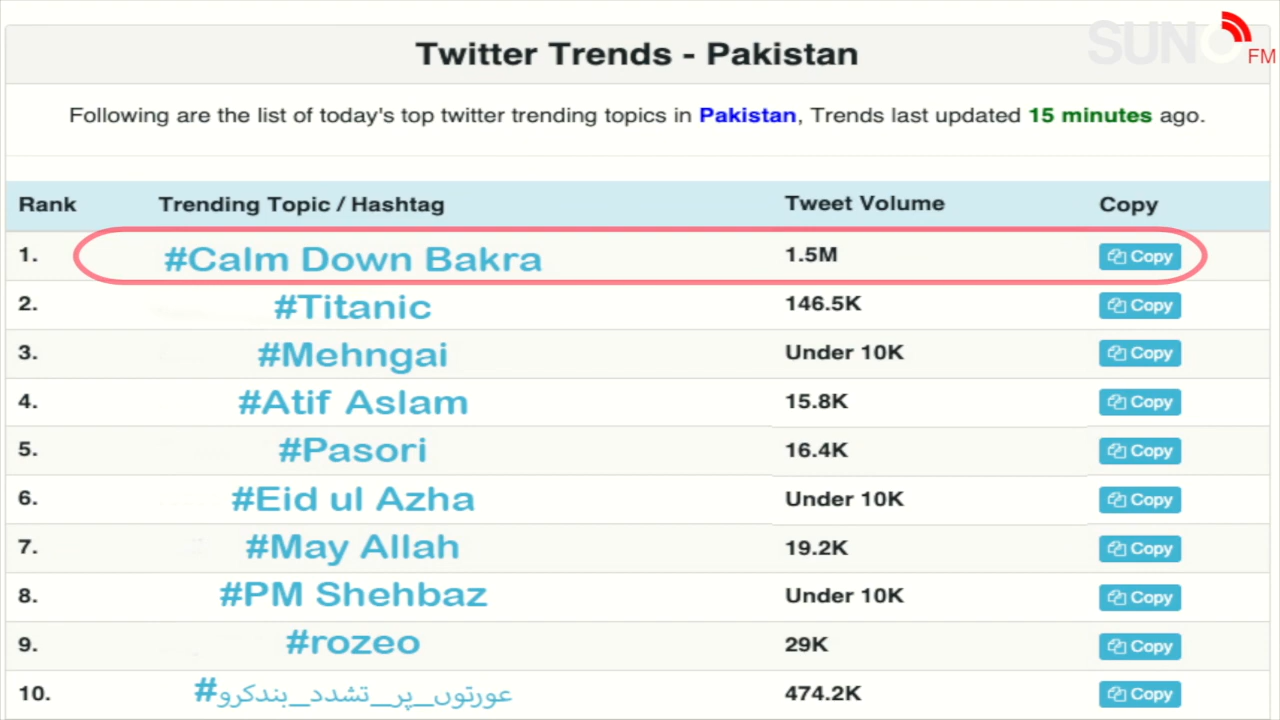 SUNO FM
Twitter Trends - Pakistan
Following are the list of today's top twitter trending topics in Pakistan, Trends last updated 15 minutes ago.
Rank Trending Topic / Hashtag Tweet Volume Copy
1. #Calm Down Bakra 1.5M Copy
2. #Titanic 146.5K Copy
3. #Mehngai Under 10K Copy
4. #Atif Aslam 15.8K Copy
5. #Pasori 16.4K Copy
6. #Eid ul Azha Under 10K Copy
7. #May Allah 19.2K Copy
8. #PM Shehbaz Under 10K Copy
9. #rozeo 29K Copy
10. #عورتوں_پر_تشدد_بندکرو 474.2K Copy